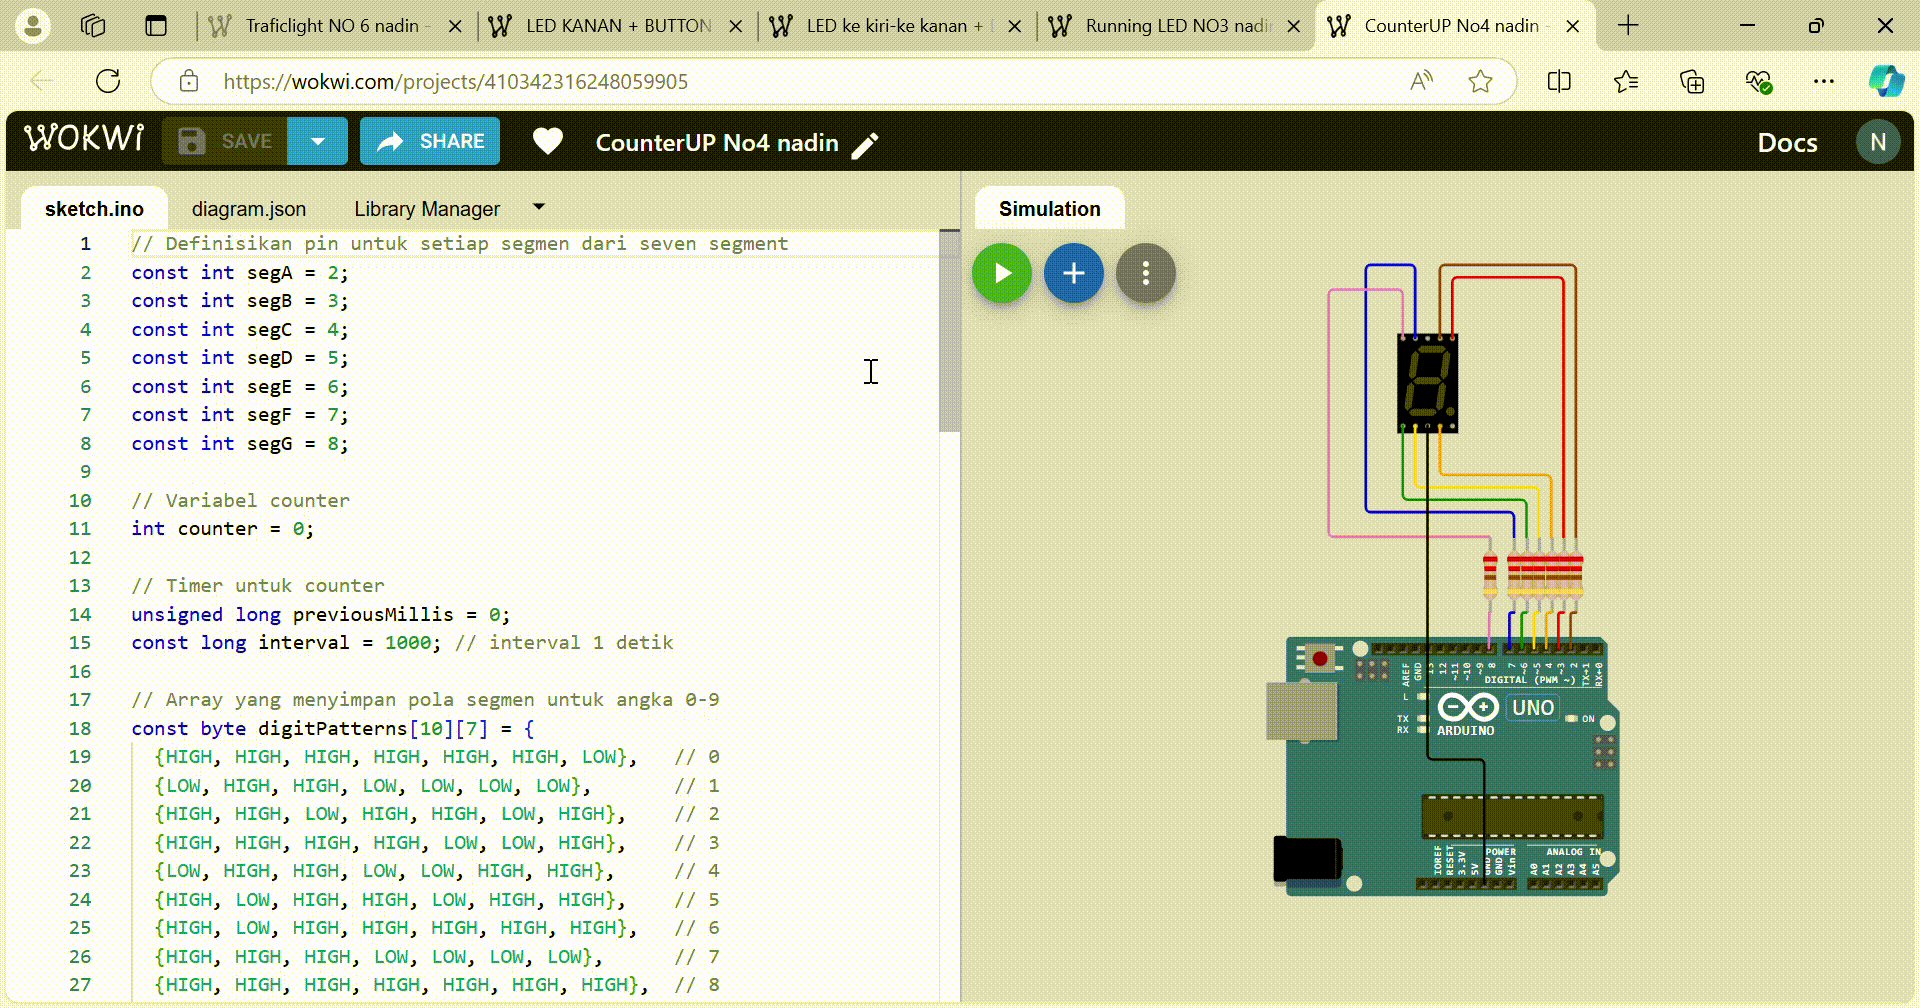 Traficlight NO 6 nadin -
LED KANAN + BUTTON
LED ke kiri-ke kanan +
Running LED NO3 nadi
CounterUP No4 nadin -
https://wokwi.com/projects/410342316248059905
WOKWi
SAVE
SHARE
CounterUP No4 nadin
Docs
N
sketch.ino
diagram.json
Library Manager
Simulation
1 // Definisikan pin untuk setiap segmen dari seven segment
2 const int segA = 2;
3 const int segB = 3;
4 const int segC = 4;
5 const int segD = 5;
6 const int segE = 6;
7 const int segF = 7;
8 const int segG = 8;
9
10 // Variabel counter
11 int counter = 0;
12
13 // Timer untuk counter
14 unsigned long previousMillis = 0;
15 const long interval = 1000; // interval 1 detik
16
17 // Array yang menyimpan pola segmen untuk angka 0-9
18 const byte digitPatterns[10][7] = {
19 {HIGH, HIGH, HIGH, HIGH, HIGH, HIGH, LOW}, // 0
20 {LOW, HIGH, HIGH, LOW, LOW, LOW, LOW}, // 1
21 {HIGH, HIGH, LOW, HIGH, HIGH, LOW, HIGH}, // 2
22 {HIGH, HIGH, HIGH, HIGH, LOW, LOW, HIGH}, // 3
23 {LOW, HIGH, HIGH, LOW, LOW, HIGH, HIGH}, // 4
24 {HIGH, LOW, HIGH, HIGH, LOW, HIGH, HIGH}, // 5
25 {HIGH, LOW, HIGH, HIGH, HIGH, HIGH, HIGH}, // 6
26 {HIGH, HIGH, HIGH, LOW, LOW, LOW, LOW}, // 7
27 {HIGH, HIGH, HIGH, HIGH, HIGH, HIGH, HIGH}, // 8
AREF
GND
13
12
~11
~10
~9
8
7
~6
~5
4
~3
2
TX→1
RX←0
DIGITAL (PWM ~)
L
TX
RX
UNO
ON
ARDUINO
IOREF
RESET
3.3V
5V
GND
GND
Vin
POWER
ANALOG IN
A0
A1
A2
A3
A4
A5